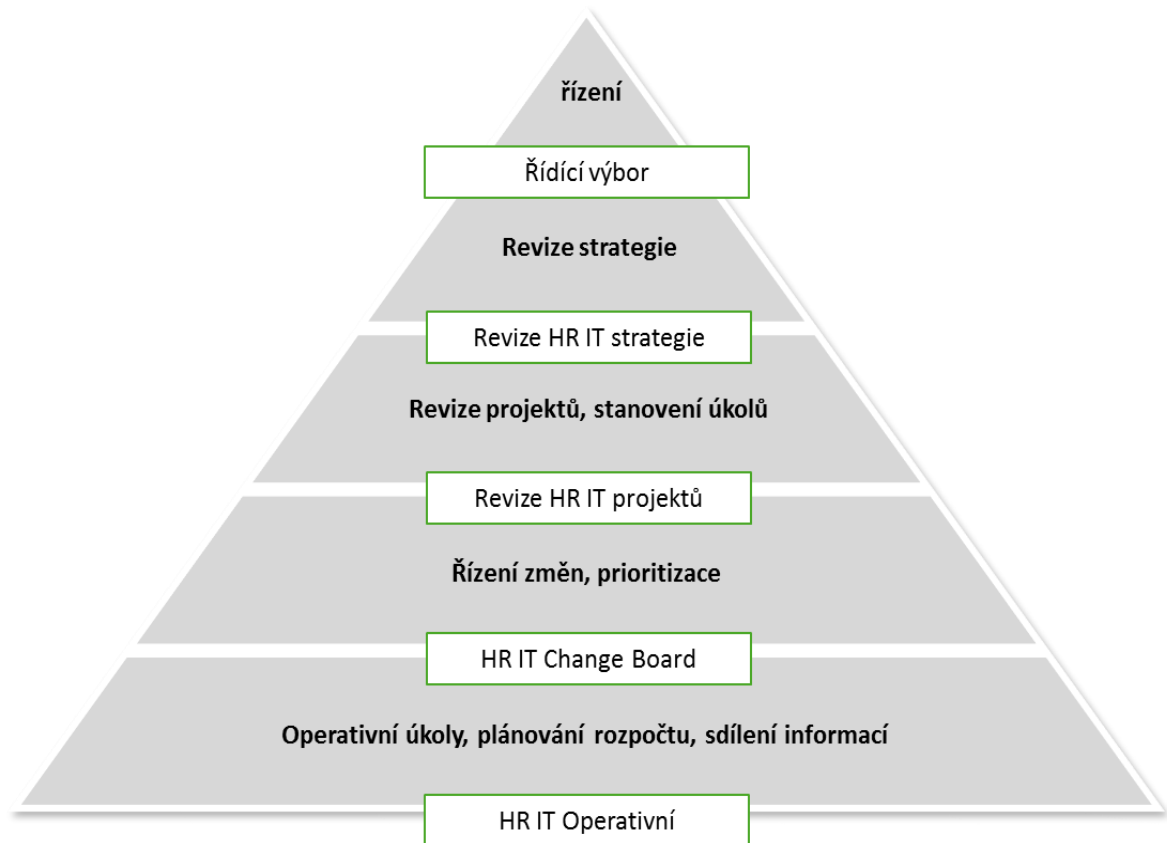 řízení
Řídící výbor
Revize strategie
Revize HR IT strategie
Revize projektů, stanovení úkolů
Revize HR IT projektů
Řízení změn, prioritizace
HR IT Change Board
Operativní úkoly, plánování rozpočtu, sdílení informací
HR IT Operativní